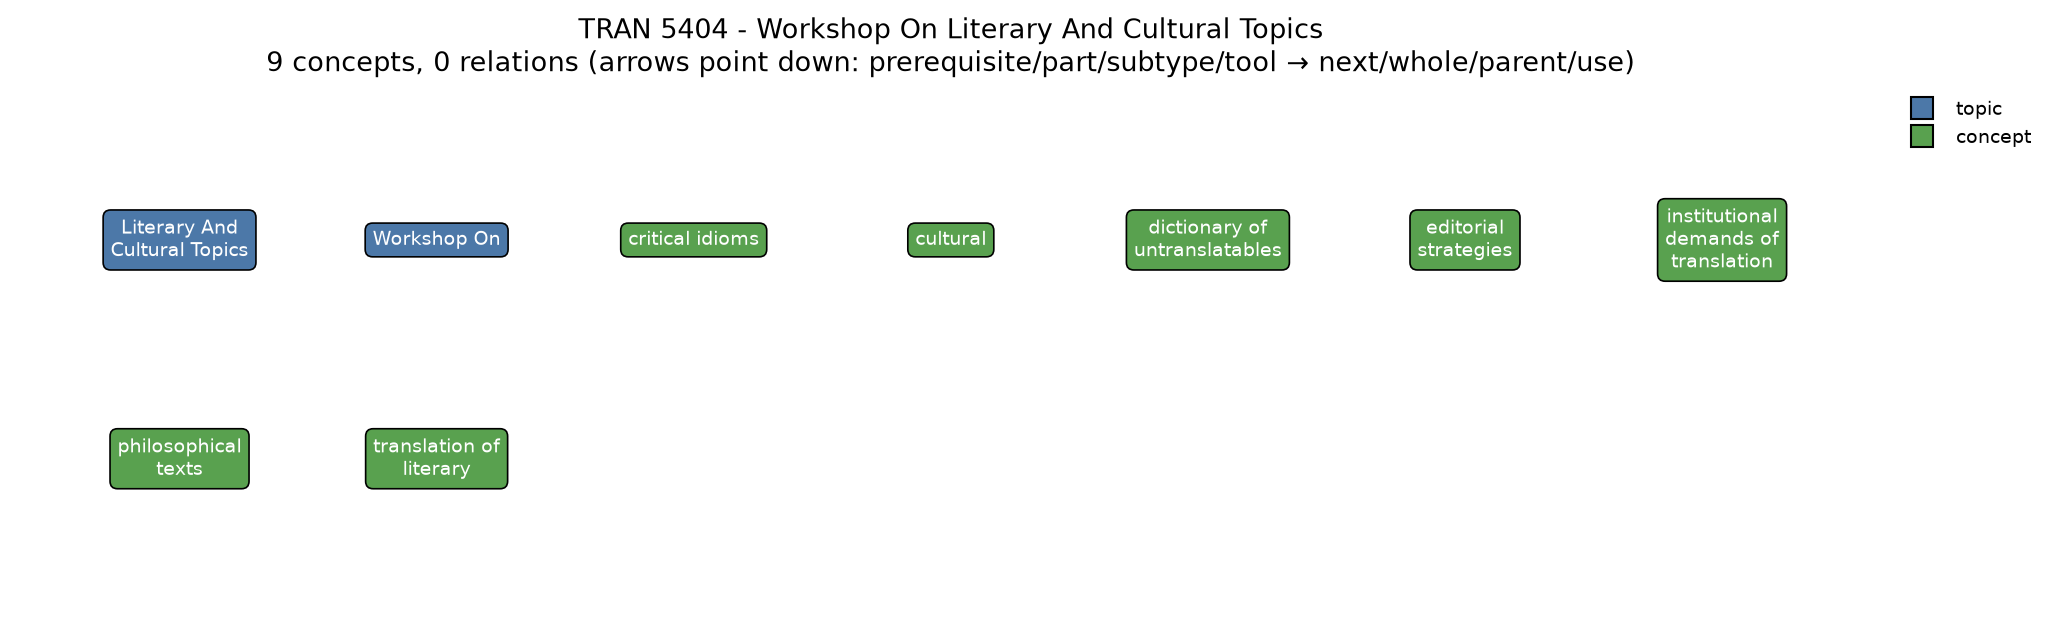 TRAN 5404 - Workshop On Literary And Cultural Topics
9 concepts, 0 relations (arrows point down: prerequisite/part/subtype/tool → next/whole/parent/use)
topic
concept
Literary And
Cultural Topics
Workshop On
critical idioms
cultural
dictionary of
untranslatables
editorial
strategies
institutional
demands of
translation
philosophical
texts
translation of
literary